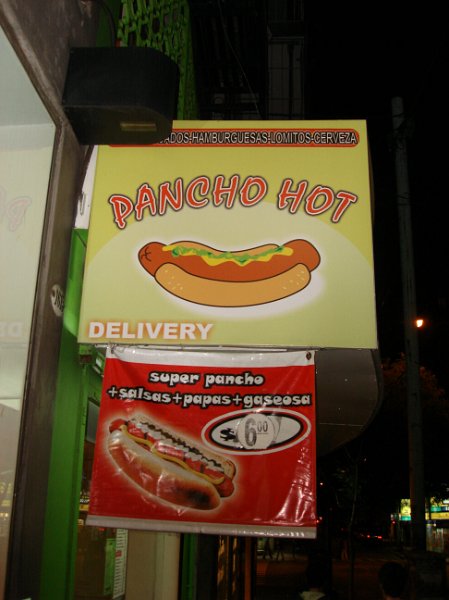 HAMBURGUESAS-LOMITOS-CERVEZA
PANCHO HOT
DELIVERY
super pancho
+salsas+papas+gaseosa
6.00